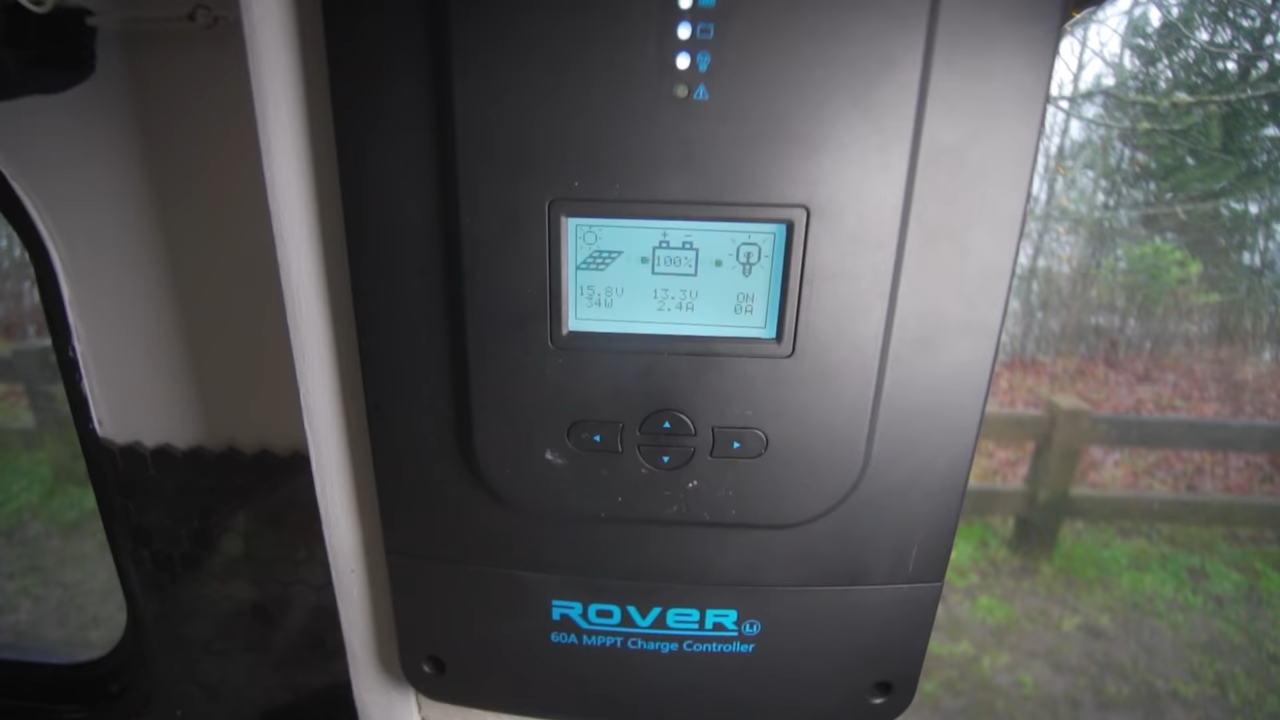 + −
100%
15.8V 13.3V ON
34W 2.4A 0A
ROVER LI
60A MPPT Charge Controller